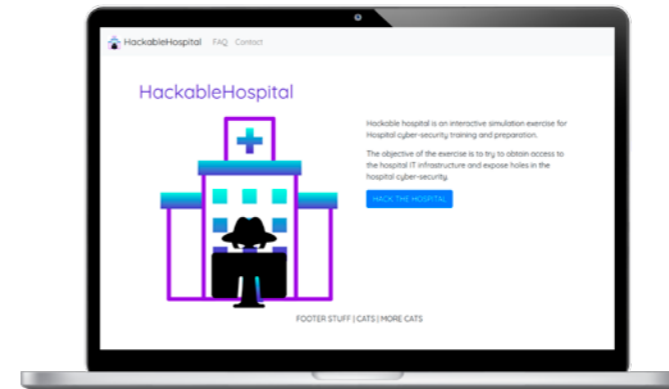 HackableHospital FAQ Contact
HackableHospital
Hackable hospital is an interactive simulation exercise for
Hospital cyber-security training and preparation.
The objective of the exercise is to try to obtain access to
the hospital IT infrastructure and expose holes in the
hospital cyber-security.
HACK THE HOSPITAL
FOOTER STUFF | CATS | MORE CATS